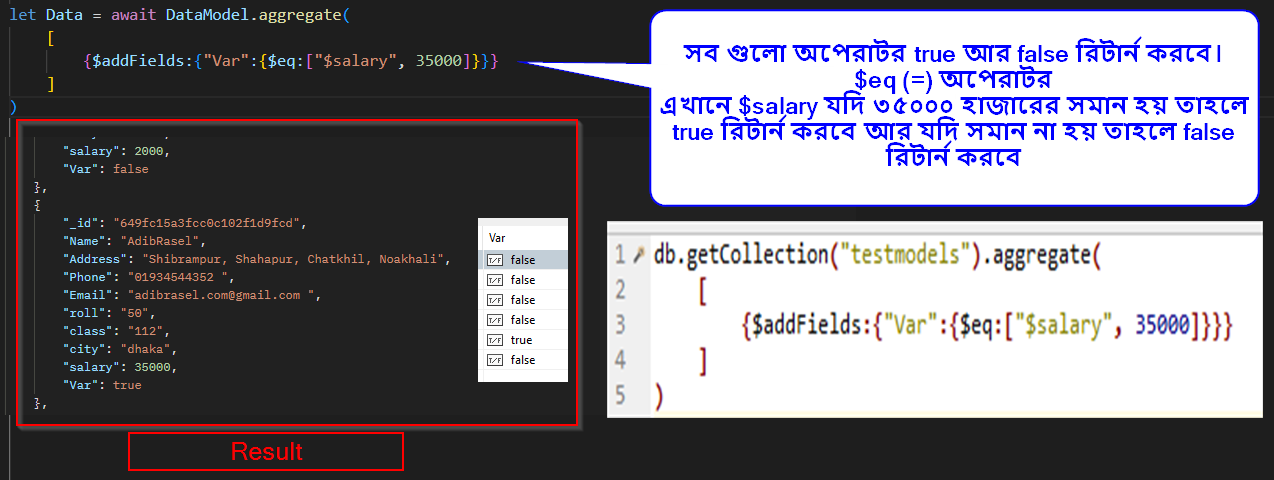 let Data = await DataModel.aggregate(
[
{$addFields:{"Var":{$eq:["$salary", 35000]}}}
]
)
সব গুলো অপেরাটর true আর false রিটার্ন করবে।
$eq (=) অপেরাটর
এখানে $salary যদি ৩৫০০০ হাজারের সমান হয় তাহলে
true রিটার্ন করবে আর যদি সমান না হয় তাহলে false
রিটার্ন করবে
"salary": 2000,
"Var": false
},
{
"_id": "649fc15a3fcc0c102f1d9fcd",
"Name": "AdibRasel",
"Address": "Shibrampur, Shahapur, Chatkhil, Noakhali",
"Phone": "01934544352 ",
"Email": "adibrasel.com@gmail.com ",
"roll": "50",
"class": "112",
"city": "dhaka",
"salary": 35000,
"Var": true
},
Var
T/F false
T/F false
T/F false
T/F false
T/F true
T/F false
1 db.getCollection("testmodels").aggregate(
2 [
3 {$addFields:{"Var":{$eq:["$salary", 35000]}}}
4 ]
5 )
Result